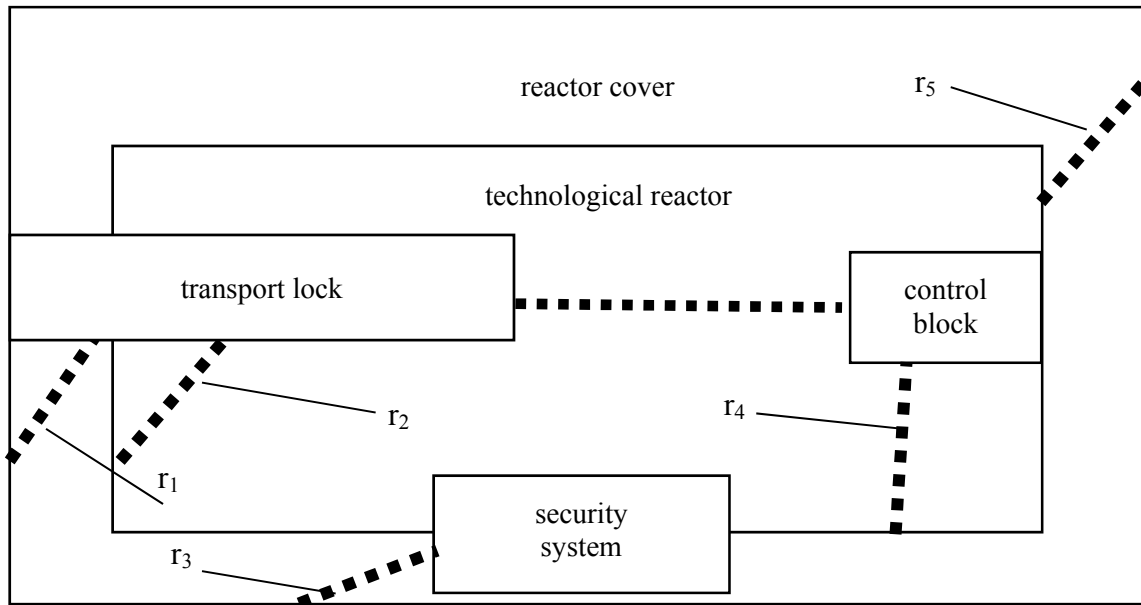 reactor cover
r₅
technological reactor
transport lock
control
block
r₂
r₄
r₁
security
system
r₃